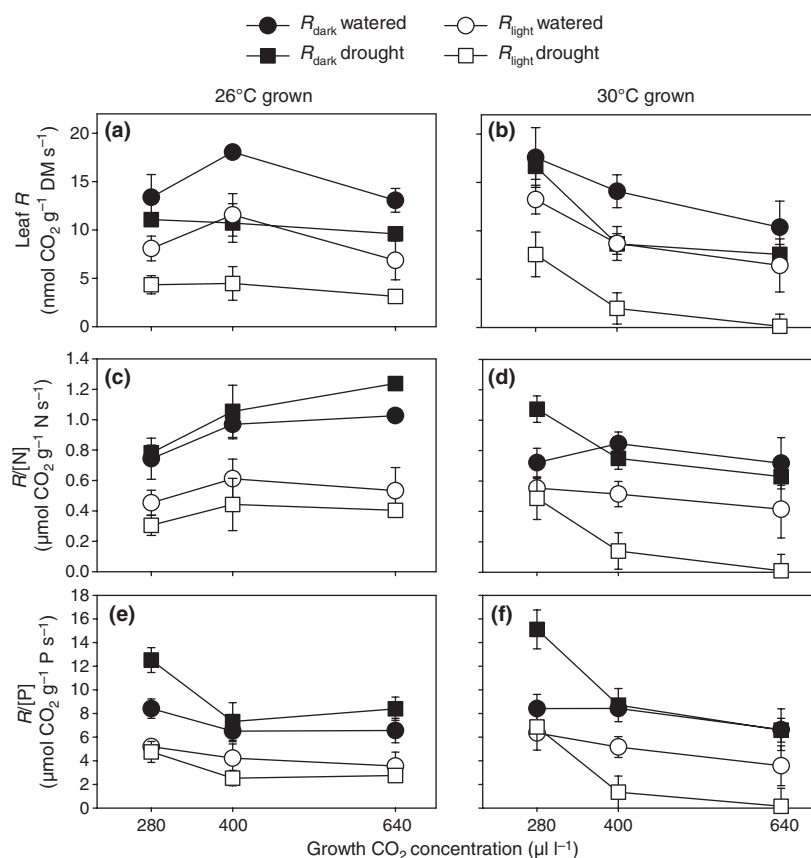 R_dark watered R_light watered
R_dark drought R_light drought
26°C grown 30°C grown
(a) (b)
20
15
10
5
0
Leaf R
(nmol CO₂ g⁻¹ DM s⁻¹)
(c) (d)
1.4
1.2
1.0
0.8
0.6
0.4
0.2
0.0
R/[N]
(µmol CO₂ g⁻¹ N s⁻¹)
(e) (f)
18
16
14
12
10
8
6
4
2
0
R/[P]
(µmol CO₂ g⁻¹ P s⁻¹)
280 400 640 280 400 640
Growth CO₂ concentration (µl l⁻¹)